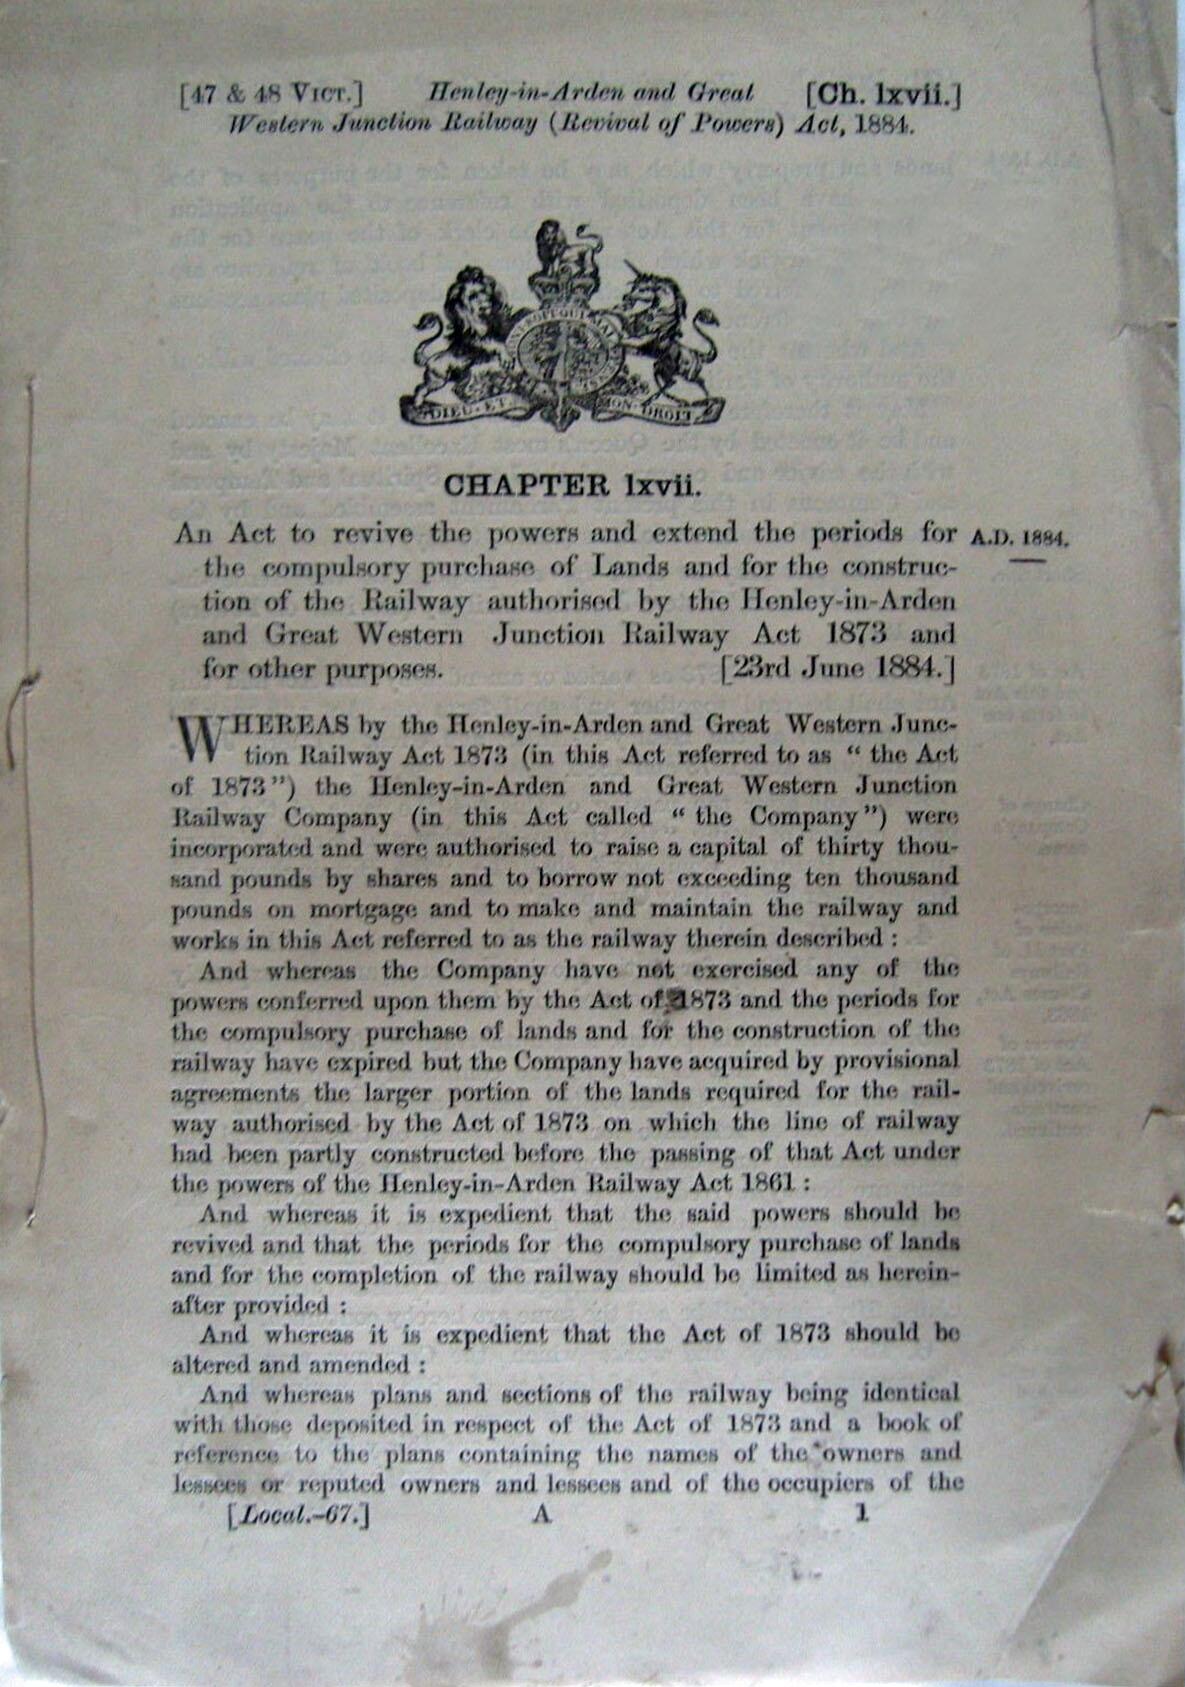 [47 & 48 VICT.] Henley-in-Arden and Great [Ch. lxvii.]
Western Junction Railway (Revival of Powers) Act, 1884.
DIEU ET MON DROIT
CHAPTER lxvii.
An Act to revive the powers and extend the periods for A.D. 1884.
the compulsory purchase of Lands and for the construc-
tion of the Railway authorised by the Henley-in-Arden
and Great Western Junction Railway Act 1873 and
for other purposes. [23rd June 1884.]
WHEREAS by the Henley-in-Arden and Great Western Junc-
tion Railway Act 1873 (in this Act referred to as “ the Act
of 1873”) the Henley-in-Arden and Great Western Junction
Railway Company (in this Act called “ the Company”) were
incorporated and were authorised to raise a capital of thirty thou-
sand pounds by shares and to borrow not exceeding ten thousand
pounds on mortgage and to make and maintain the railway and
works in this Act referred to as the railway therein described :
And whereas the Company have not exercised any of the
powers conferred upon them by the Act of 1873 and the periods for
the compulsory purchase of lands and for the construction of the
railway have expired but the Company have acquired by provisional
agreements the larger portion of the lands required for the rail-
way authorised by the Act of 1873 on which the line of railway
had been partly constructed before the passing of that Act under
the powers of the Henley-in-Arden Railway Act 1861 :
And whereas it is expedient that the said powers should be
revived and that the periods for the compulsory purchase of lands
and for the completion of the railway should be limited as herein-
after provided :
And whereas it is expedient that the Act of 1873 should be
altered and amended :
And whereas plans and sections of the railway being identical
with those deposited in respect of the Act of 1873 and a book of
reference to the plans containing the names of the owners and
lessees or reputed owners and lessees and of the occupiers of the
[Local.-67.] A 1